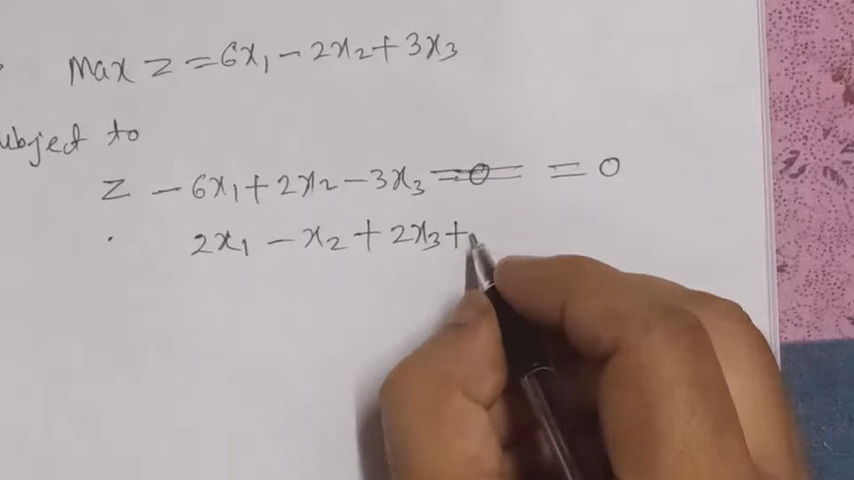 Max Z = 6x₁ - 2x₂ + 3x₃
ubject to
Z - 6x₁ + 2x₂ - 3x₃ = 0
2x₁ - x₂ + 2x₃ +